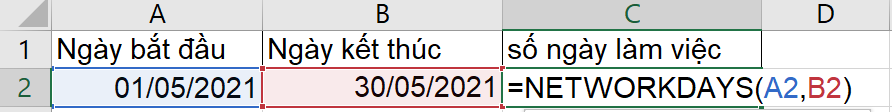 A B C D
1 Ngày bắt đầu Ngày kết thúc số ngày làm việc
2 01/05/2021 30/05/2021 =NETWORKDAYS(A2,B2)